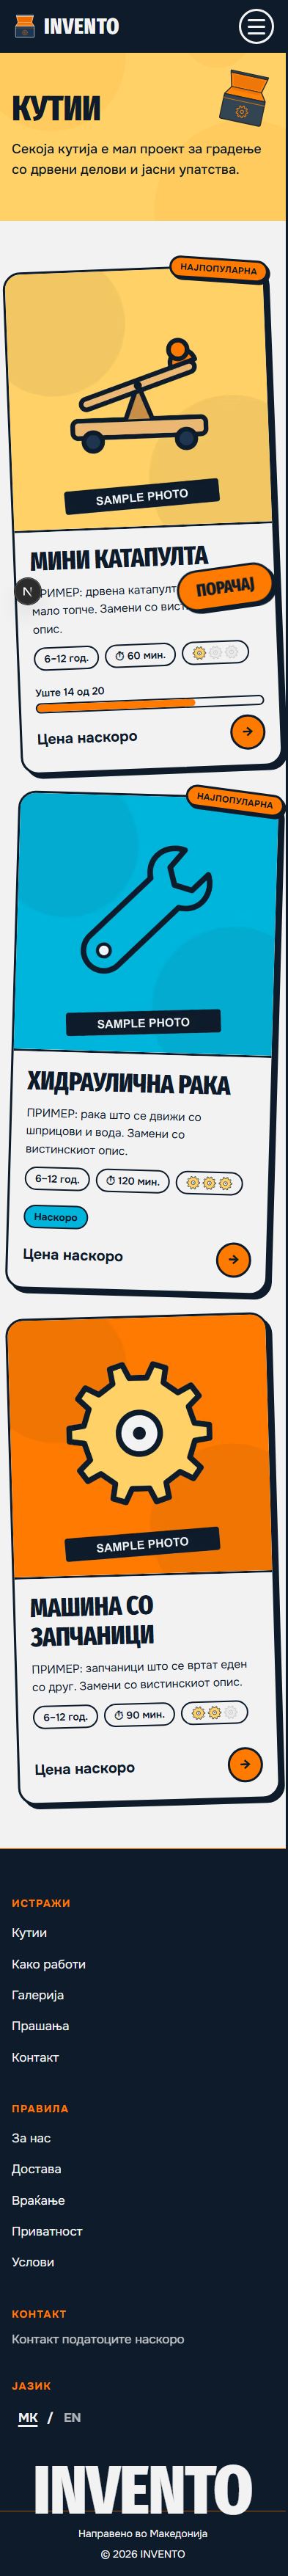 INVENTO
КУТИИ
Секоја кутија е мал проект за градење
со дрвени делови и јасни упатства.
НАЈПОПУЛАРНА
SAMPLE PHOTO
МИНИ КАТАПУЛТА
ПОРАЧАЈ
N
РИМЕР: дрвена катапулт
мало топче. Замени со вист
опис.
6–12 год.
60 мин.
Уште 14 од 20
Цена наскоро
НАЈПОПУЛАРНА
SAMPLE PHOTO
ХИДРАУЛИЧНА РАКА
ПРИМЕР: рака што се движи со
шприцови и вода. Замени со
вистинскиот опис.
6–12 год.
120 мин.
Наскоро
Цена наскоро
SAMPLE PHOTO
МАШИНА СО
ЗАПЧАНИЦИ
ПРИМЕР: запчаници што се вртат еден
со друг. Замени со вистинскиот опис.
6–12 год.
90 мин.
Цена наскоро
ИСТРАЖИ
Кутии
Како работи
Галерија
Прашања
Контакт
ПРАВИЛА
За нас
Достава
Враќање
Приватност
Услови
КОНТАКТ
Контакт податоците наскоро
ЈАЗИК
МК / EN
INVENTO
Направено во Македонија
© 2026 INVENTO